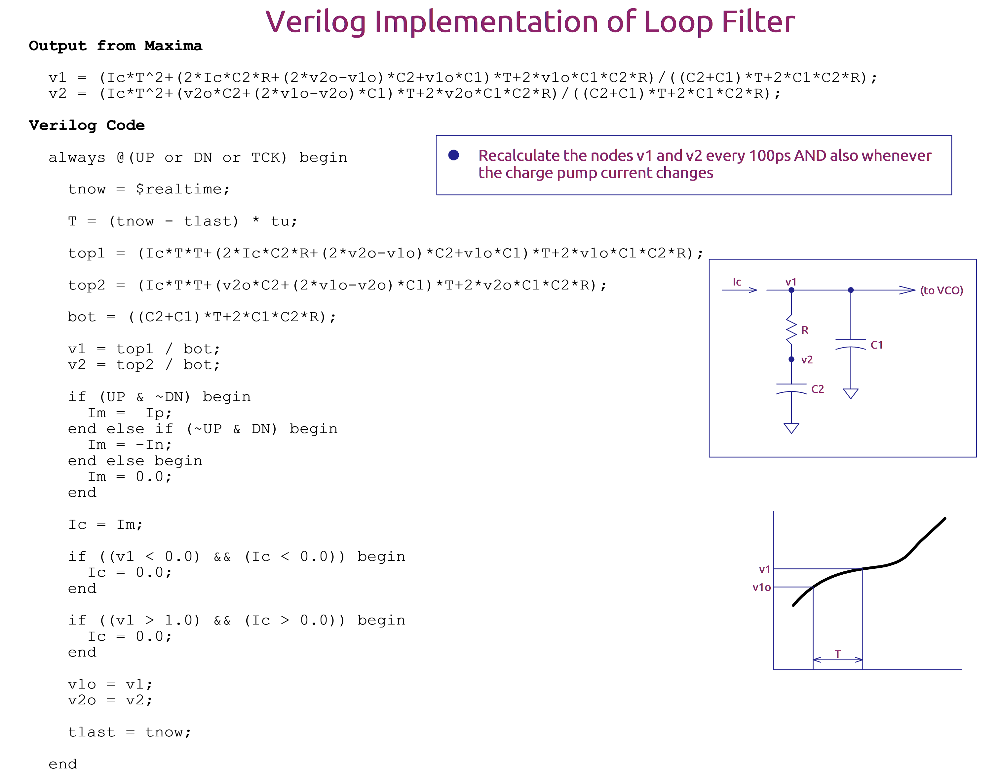 Verilog Implementation of Loop Filter
Output from Maxima
v1 = (Ic*T^2+(2*Ic*C2*R+(2*v2o-v1o)*C2+v1o*C1)*T+2*v1o*C1*C2*R)/((C2+C1)*T+2*C1*C2*R);
v2 = (Ic*T^2+(v2o*C2+(2*v1o-v2o)*C1)*T+2*v2o*C1*C2*R)/((C2+C1)*T+2*C1*C2*R);
Verilog Code
always @(UP or DN or TCK) begin
Recalculate the nodes v1 and v2 every 100ps AND also whenever
the charge pump current changes
tnow = $realtime;
T = (tnow - tlast) * tu;
top1 = (Ic*T*T+(2*Ic*C2*R+(2*v2o-v1o)*C2+v1o*C1)*T+2*v1o*C1*C2*R);
top2 = (Ic*T*T+(v2o*C2+(2*v1o-v2o)*C1)*T+2*v2o*C1*C2*R);
bot = ((C2+C1)*T+2*C1*C2*R);
v1 = top1 / bot;
v2 = top2 / bot;
if (UP & ~DN) begin
Im =  Ip;
end else if (~UP & DN) begin
Im = -In;
end else begin
Im = 0.0;
end
Ic = Im;
if ((v1 < 0.0) && (Ic < 0.0)) begin
Ic = 0.0;
end
if ((v1 > 1.0) && (Ic > 0.0)) begin
Ic = 0.0;
end
v1o = v1;
v2o = v2;
tlast = tnow;
end
Ic
v1
(to VCO)
R
C1
v2
C2
v1
v1o
T